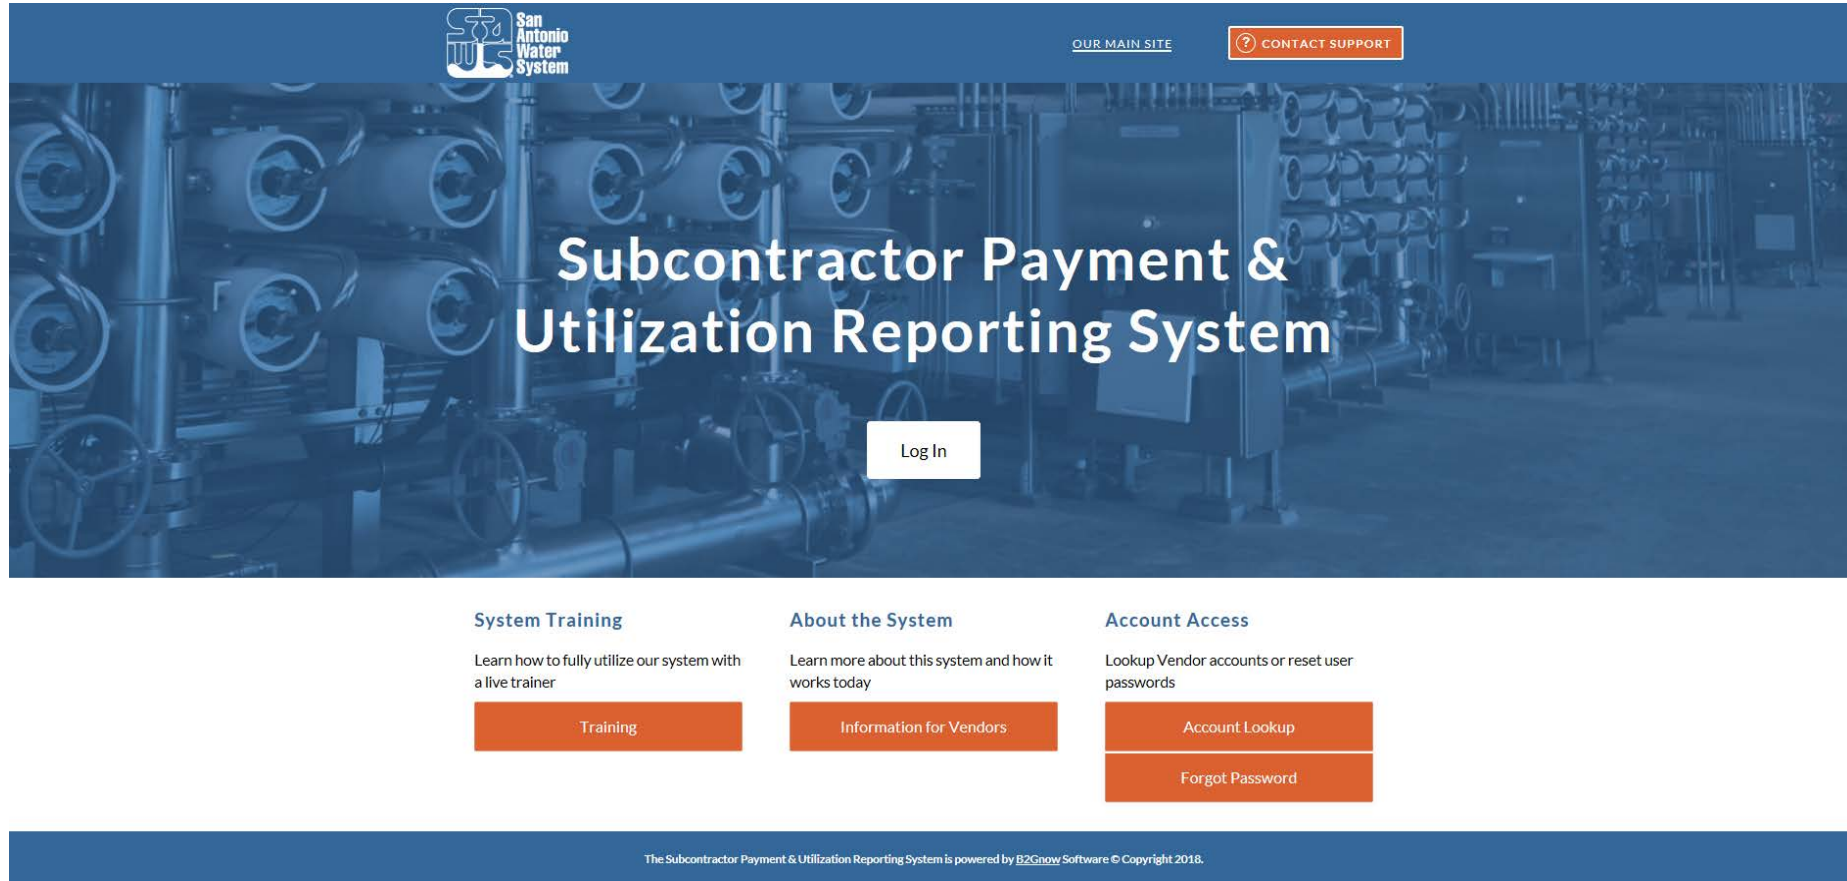 San
Antonio
Water
System
OUR MAIN SITE
? CONTACT SUPPORT
Subcontractor Payment &
Utilization Reporting System
Log In
System Training
Learn how to fully utilize our system with
a live trainer
Training
About the System
Learn more about this system and how it
works today
Information for Vendors
Account Access
Lookup Vendor accounts or reset user
passwords
Account Lookup
Forgot Password
The Subcontractor Payment & Utilization Reporting System is powered by B2Gnow Software © Copyright 2018.